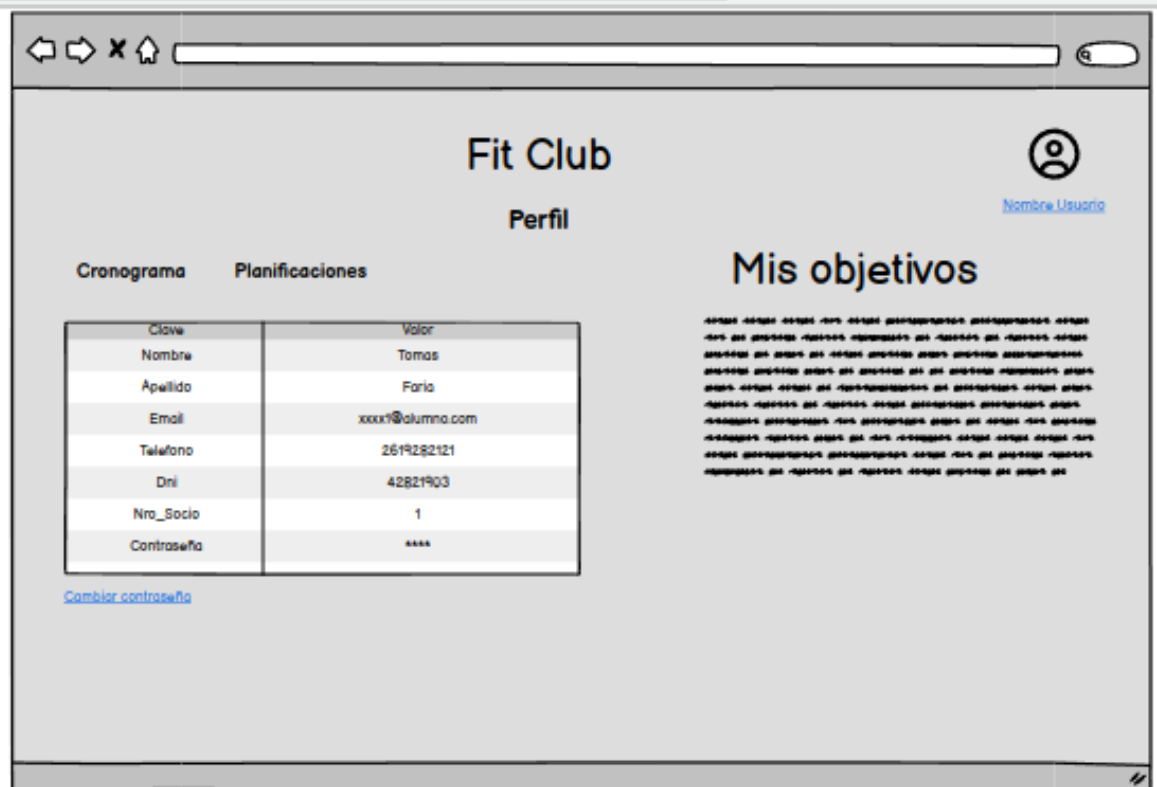 Fit Club
Nombre Usuario
Perfil
Cronograma Planificaciones
Mis objetivos
Clave Valor
Nombre Tomas
Apellido Faria
Email xxxx1@alumno.com
Telefono 2619282121
Dni 42821903
Nro_Socio 1
Contraseña ****
Cambiar contraseña